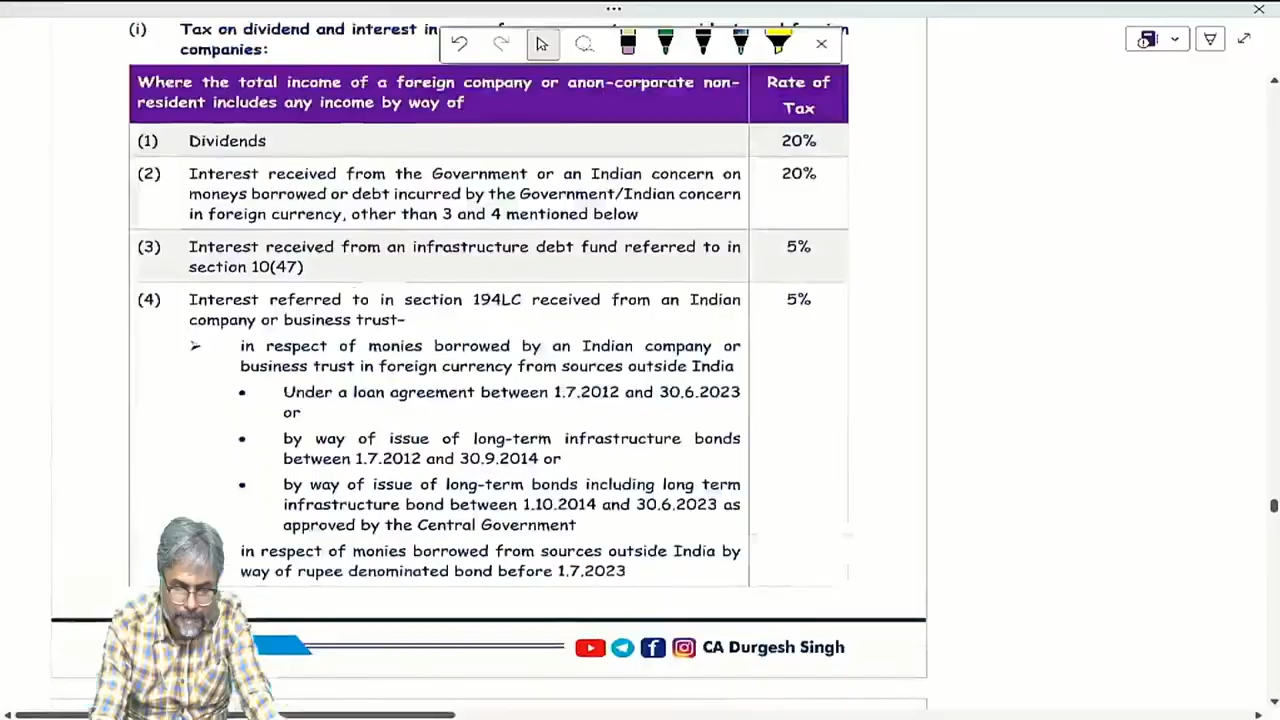 (i) Tax on dividend and interest in
companies:
Where the total income of a foreign company or anon-corporate non-
resident includes any income by way of
Rate of
Tax
(1) Dividends 20%
(2) Interest received from the Government or an Indian concern on 20%
moneys borrowed or debt incurred by the Government/Indian concern
in foreign currency, other than 3 and 4 mentioned below
(3) Interest received from an infrastructure debt fund referred to in 5%
section 10(47)
(4) Interest referred to in section 194LC received from an Indian 5%
company or business trust-
➢ in respect of monies borrowed by an Indian company or
business trust in foreign currency from sources outside India
• Under a loan agreement between 1.7.2012 and 30.6.2023
or
• by way of issue of long-term infrastructure bonds
between 1.7.2012 and 30.9.2014 or
• by way of issue of long-term bonds including long term
infrastructure bond between 1.10.2014 and 30.6.2023 as
approved by the Central Government
in respect of monies borrowed from sources outside India by
way of rupee denominated bond before 1.7.2023
CA Durgesh Singh